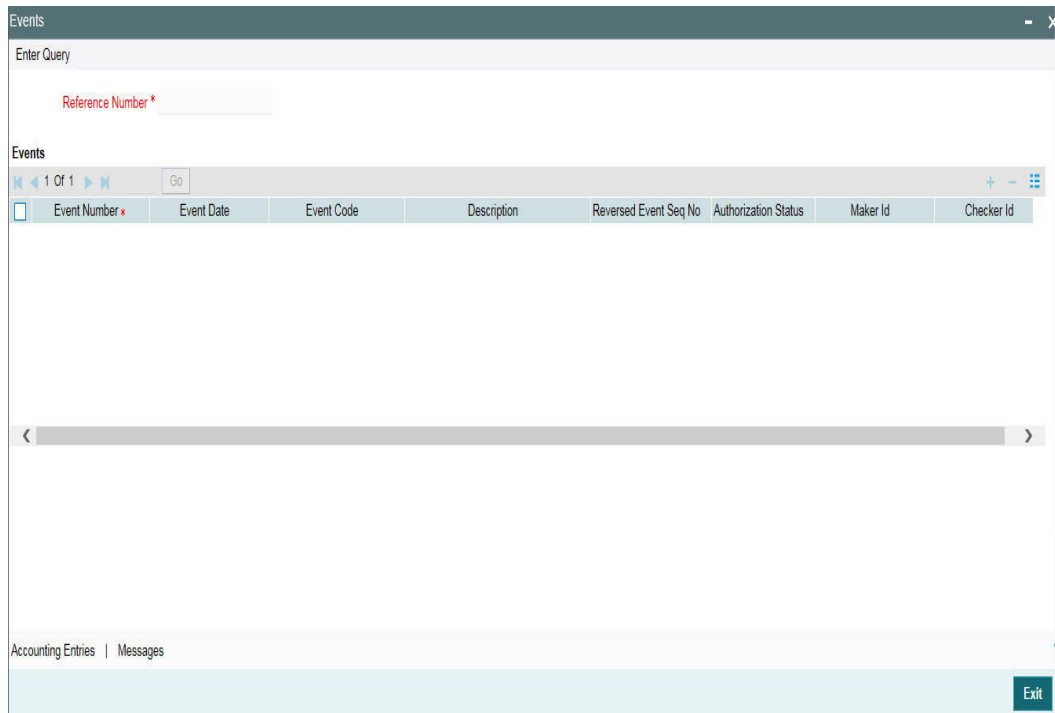 Events
Enter Query
Reference Number *
Events
1 Of 1 Go
Event Number * Event Date Event Code Description Reversed Event Seq No Authorization Status Maker Id Checker Id
Accounting Entries | Messages
Exit